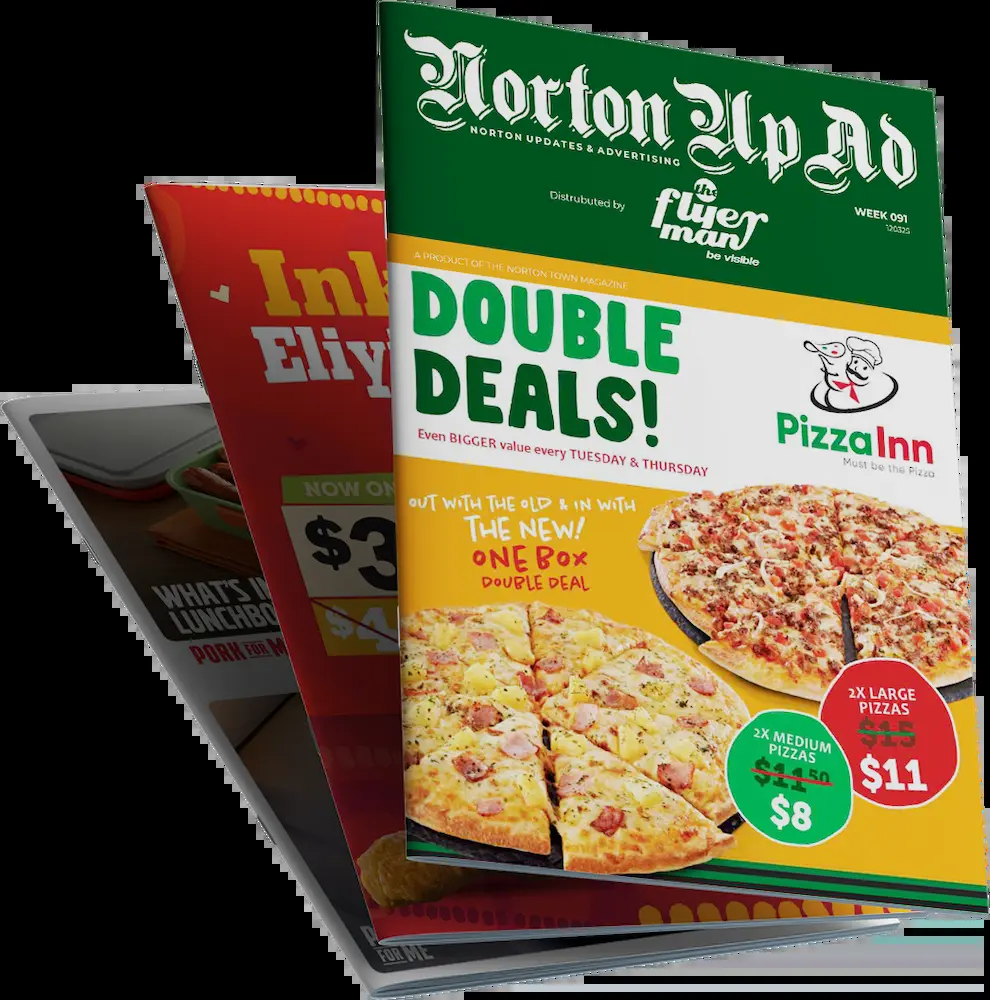 Norton Up Ad
NORTON UPDATES & ADVERTISING
Distrubuted by
the
flyer
man
be visible
WEEK 091
120325
A PRODUCT OF THE NORTON TOWN MAGAZINE
DOUBLE
DEALS!
Even BIGGER value every TUESDAY & THURSDAY
PizzaInn
Must be the Pizza
OUT WITH THE OLD & IN WITH
THE NEW!
ONE BOX
DOUBLE DEAL
2X LARGE
PIZZAS
$15
$11
2X MEDIUM
PIZZAS
$11.50
$8
NOW
$3
$4
WHAT'S
PORK FOR
FOR ME